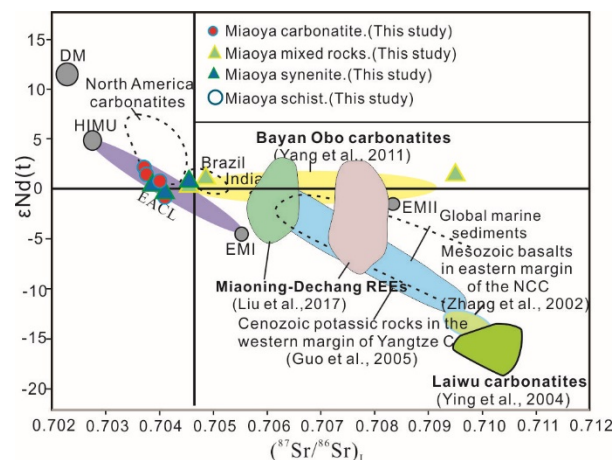 15
10
5
0
-5
-10
-15
-20
εNd(t)
DM
North America
carbonatites
HIMU
EACL
EMI
Brazil
India
Miaoya carbonatite.(This study)
Miaoya mixed rocks.(This study)
Miaoya synenite.(This study)
Miaoya schist.(This study)
Bayan Obo carbonatites
(Yang et al., 2011)
EMII
Global marine
sediments
Mesozoic basalts
in eastern margin
of the NCC
(Zhang et al., 2002)
Miaoning-Dechang REEs
(Liu et al.,2017)
Cenozoic potassic rocks in the
western margin of Yangtze C
(Guo et al., 2005)
Laiwu carbonatites
(Ying et al., 2004)
0.702 0.703 0.704 0.705 0.706 0.707 0.708 0.709 0.710 0.711 0.712
(⁸⁷Sr/⁸⁶Sr)I